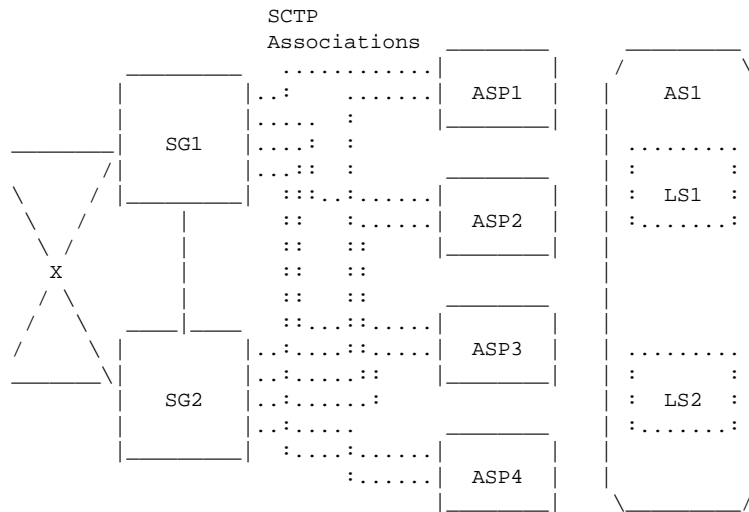 SCTP
Associations
ASP1 AS1
SG1
LS1
ASP2
X
ASP3
SG2 LS2
ASP4